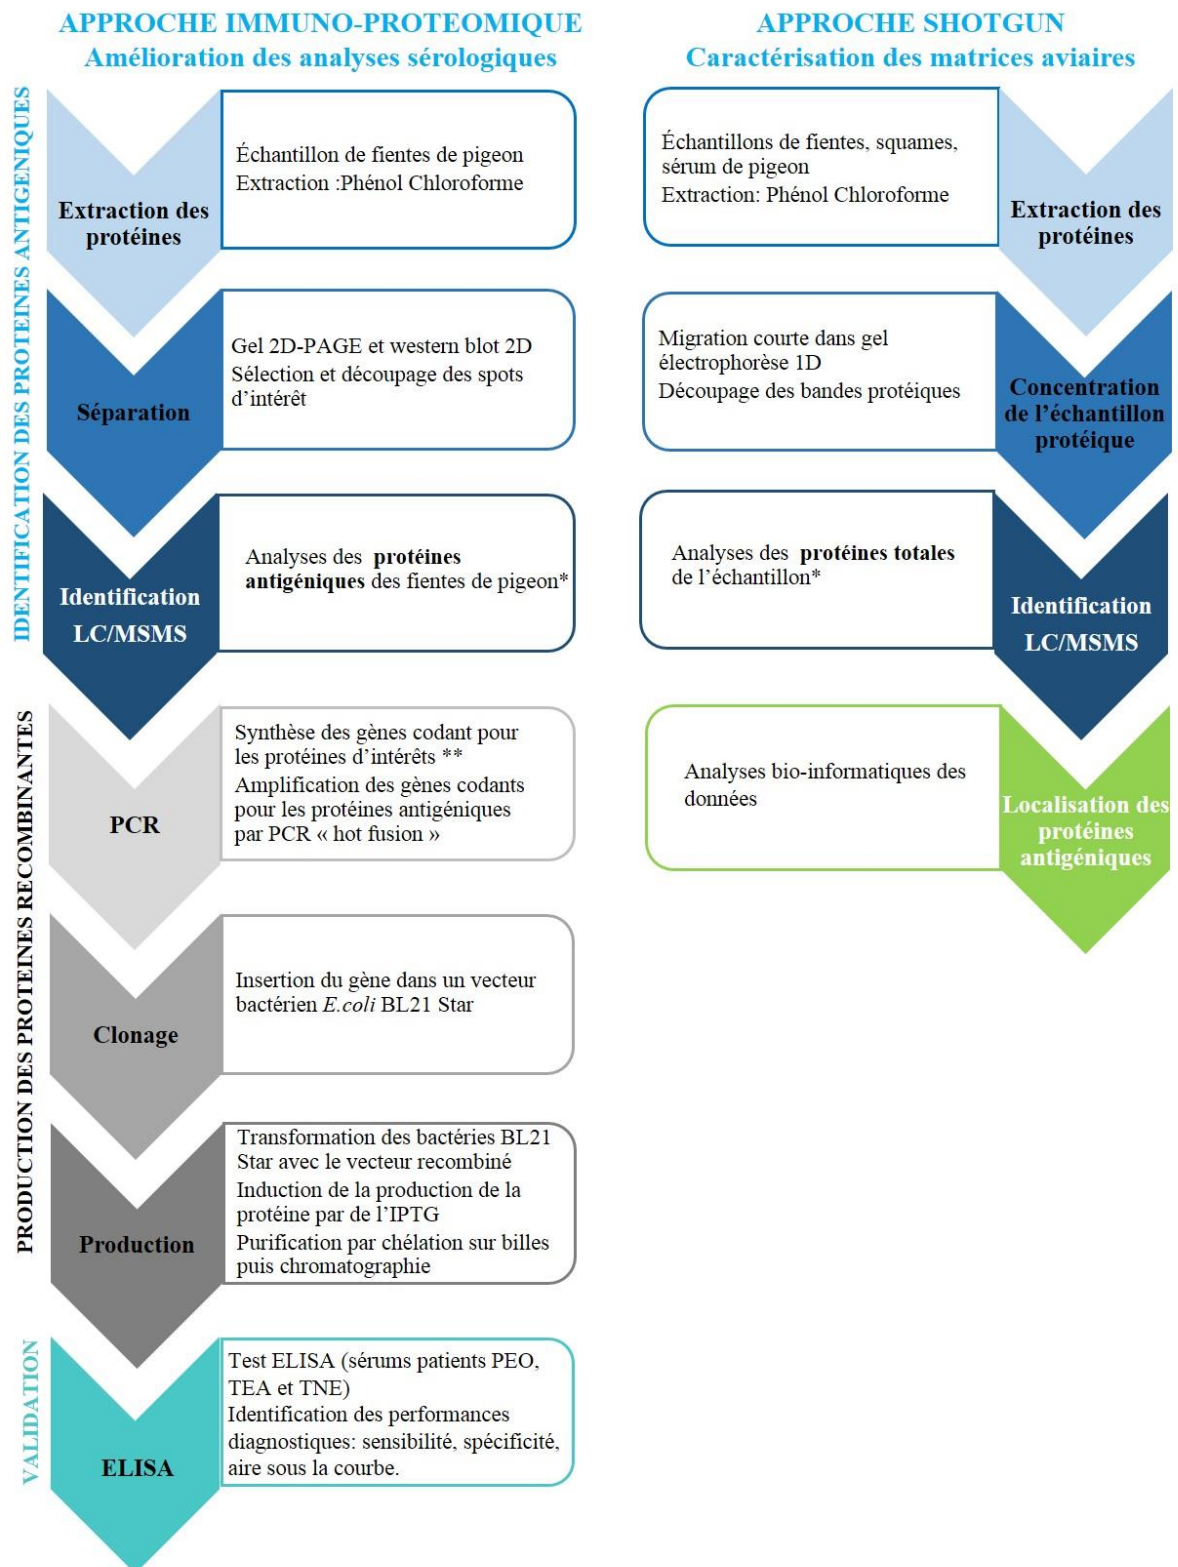 APPROCHE IMMUNO-PROTEOMIQUE
Amélioration des analyses sérologiques
IDENTIFICATION DES PROTEINES ANTIGENIQUES
Extraction des
protéines
Échantillon de fientes de pigeon
Extraction :Phénol Chloroforme
Séparation
Gel 2D-PAGE et western blot 2D
Sélection et découpage des spots
d’intérêt
Identification
LC/MSMS
Analyses des protéines
antigéniques des fientes de pigeon*
PRODUCTION DES PROTEINES RECOMBINANTES
PCR
Synthèse des gènes codant pour
les protéines d’intérêts **
Amplification des gènes codants
pour les protéines antigéniques
par PCR « hot fusion »
Clonage
Insertion du gène dans un vecteur
bactérien E.coli BL21 Star
Production
Transformation des bactéries BL21
Star avec le vecteur recombiné
Induction de la production de la
protéine par de l’IPTG
Purification par chélation sur billes
puis chromatographie
VALIDATION
ELISA
Test ELISA (sérums patients PEO,
TEA et TNE)
Identification des performances
diagnostiques: sensibilité, spécificité,
aire sous la courbe.
APPROCHE SHOTGUN
Caractérisation des matrices aviaires
Échantillons de fientes, squames,
sérum de pigeon
Extraction: Phénol Chloroforme
Extraction des
protéines
Migration courte dans gel
électrophorèse 1D
Découpage des bandes protéiques
Concentration
de l’échantillon
protéique
Analyses des protéines totales
de l’échantillon*
Identification
LC/MSMS
Analyses bio-informatiques des
données
Localisation des
protéines
antigéniques